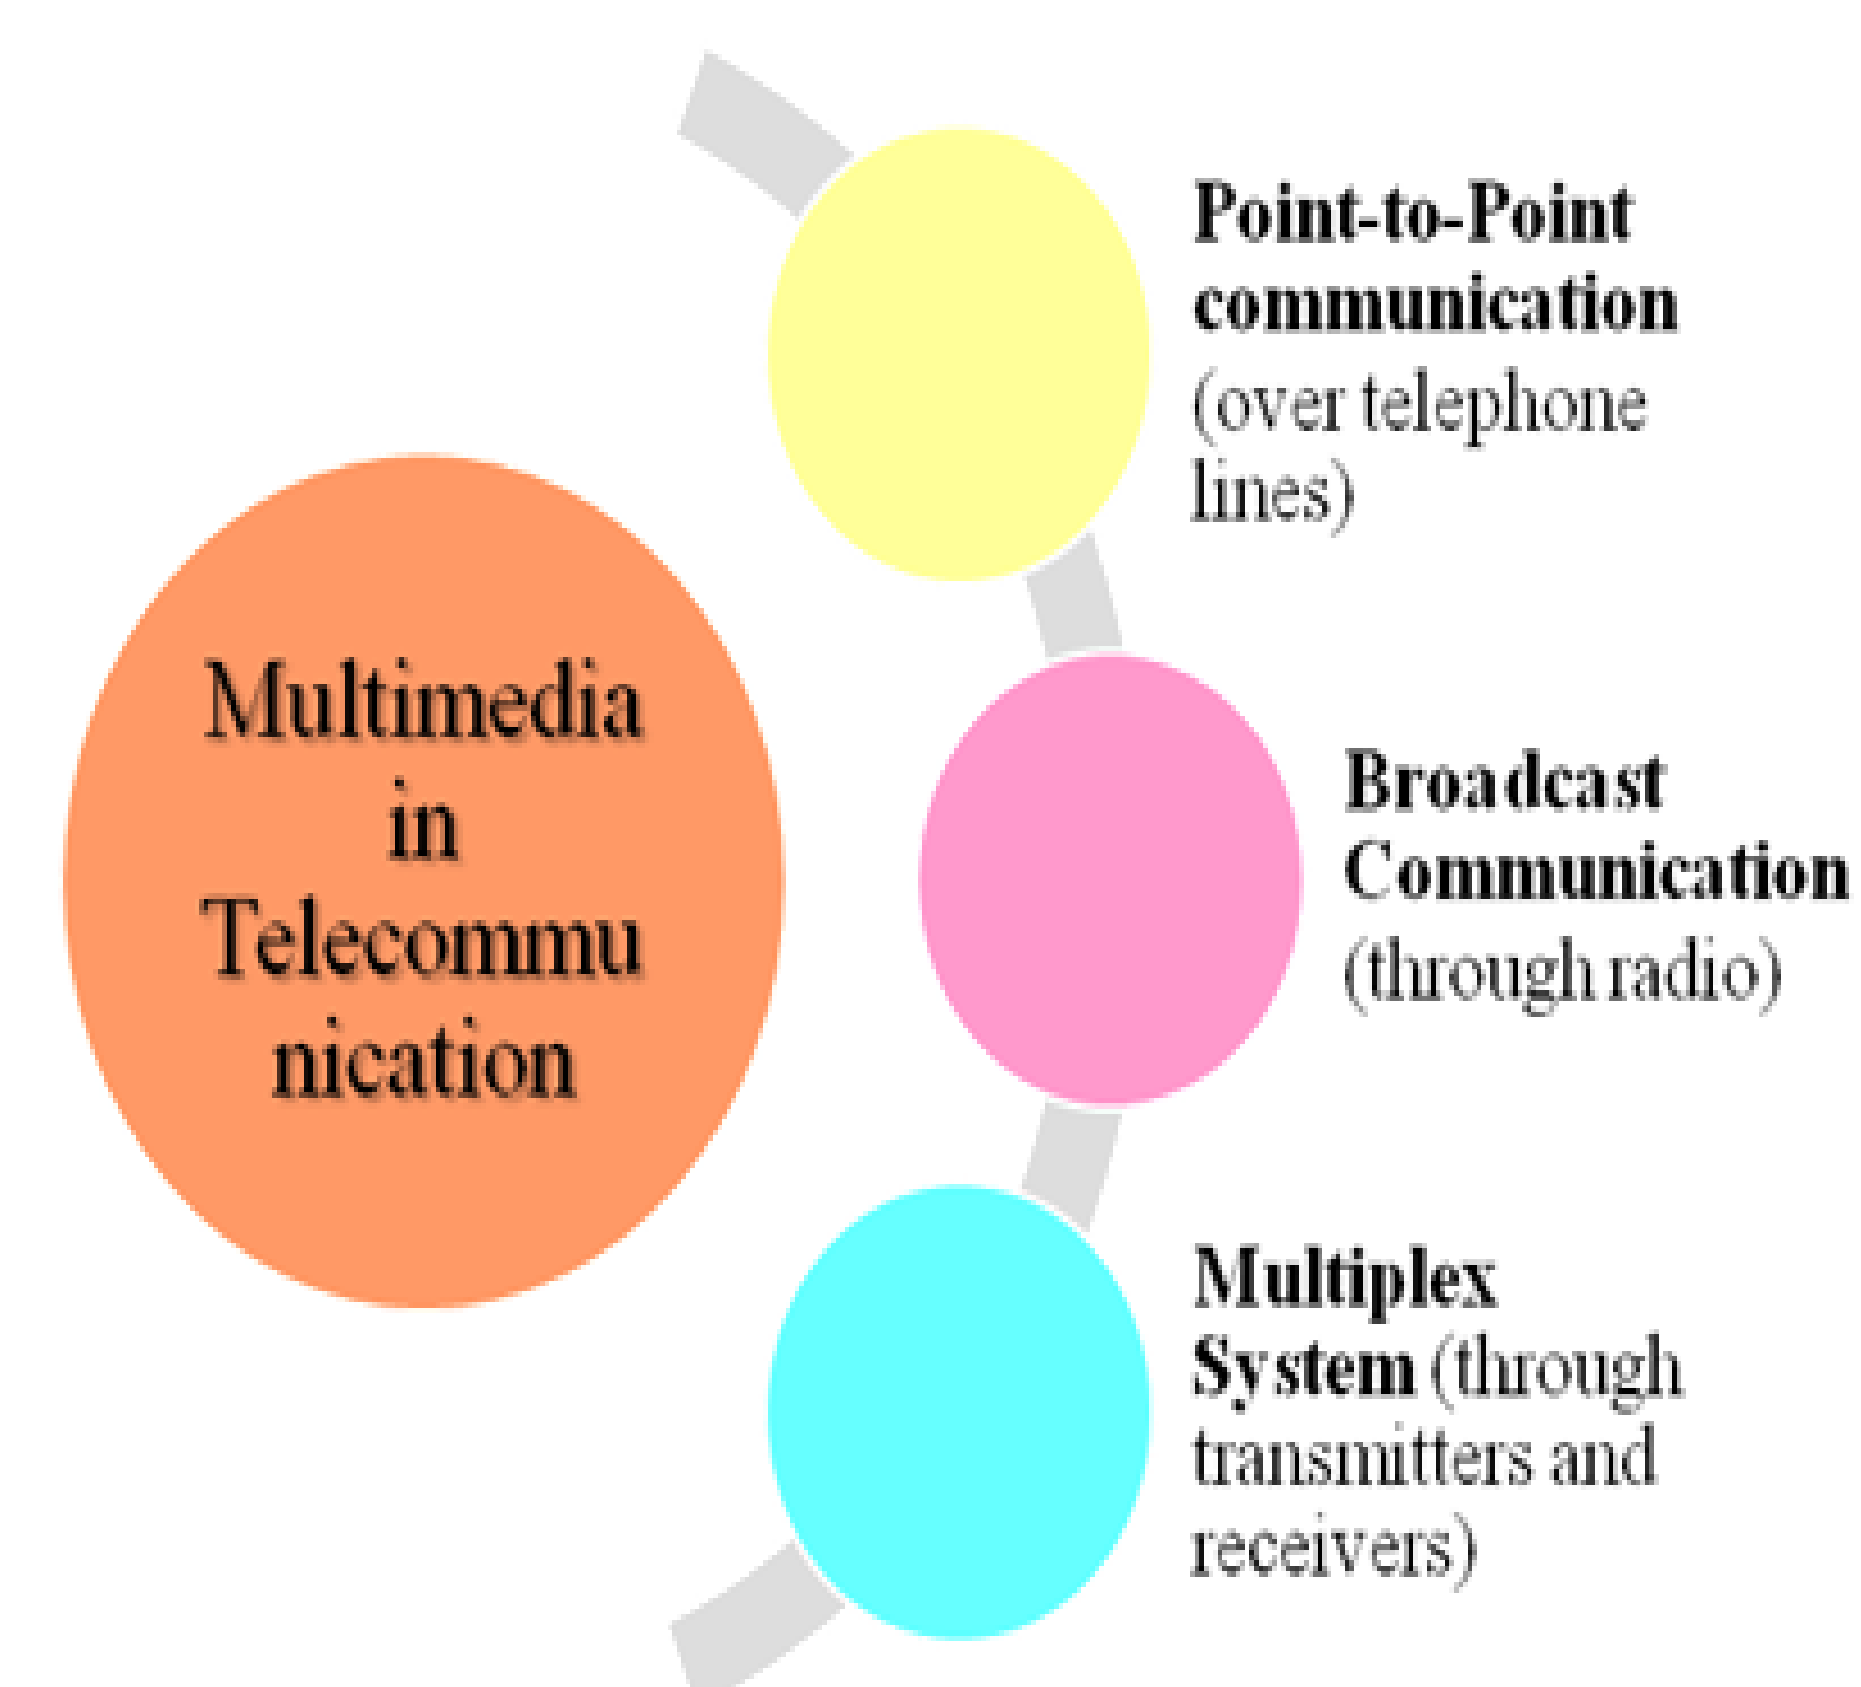 Multimedia
in
Telecommu
nication
Point-to-Point
communication
(over telephone
lines)
Broadcast
Communication
(through radio)
Multiplex
System (through
transmitters and
receivers)